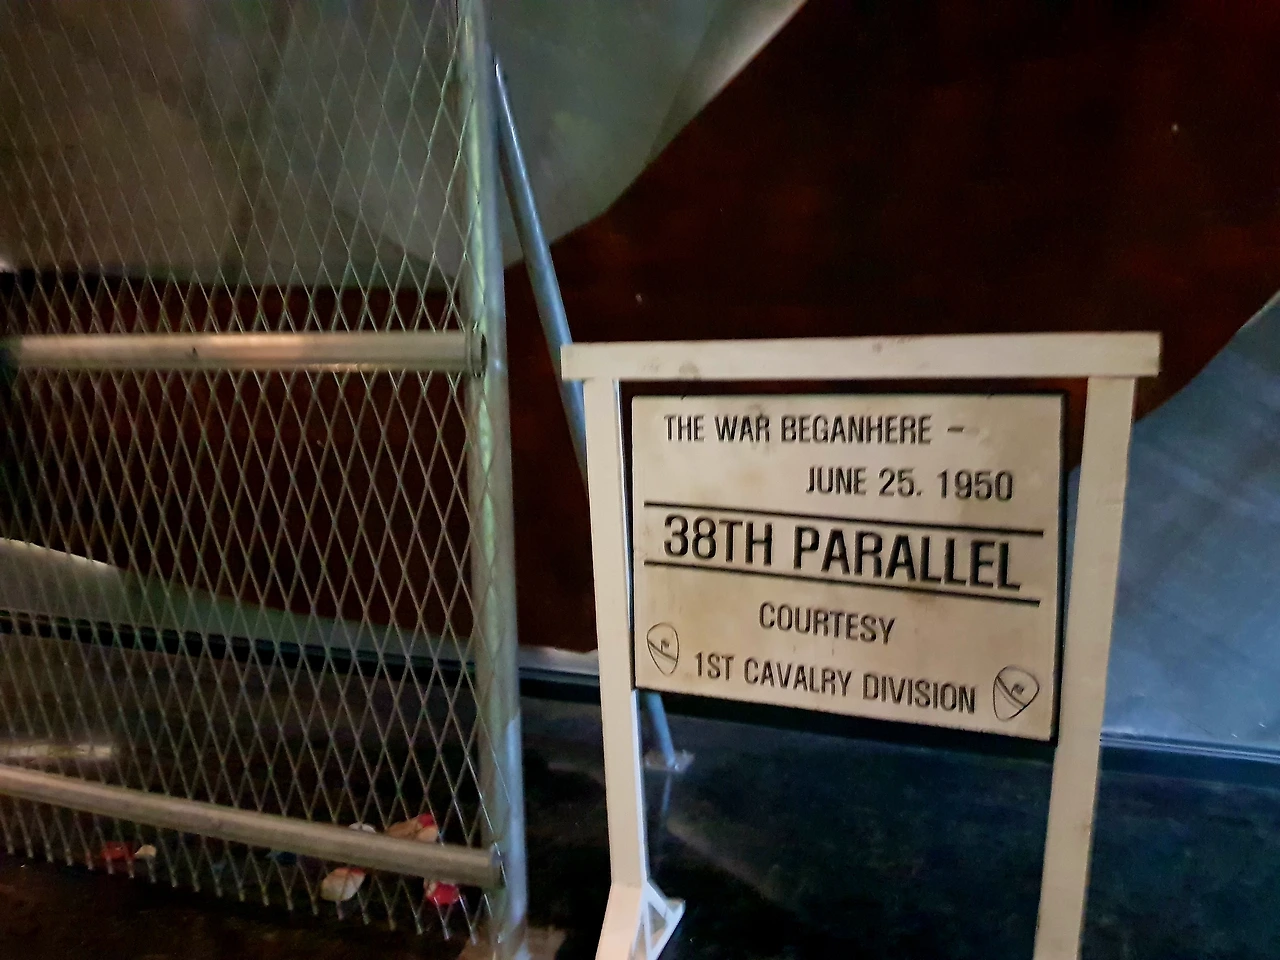 THE WAR BEGANHERE –
JUNE 25. 1950
38TH PARALLEL
COURTESY
1ST CAVALRY DIVISION